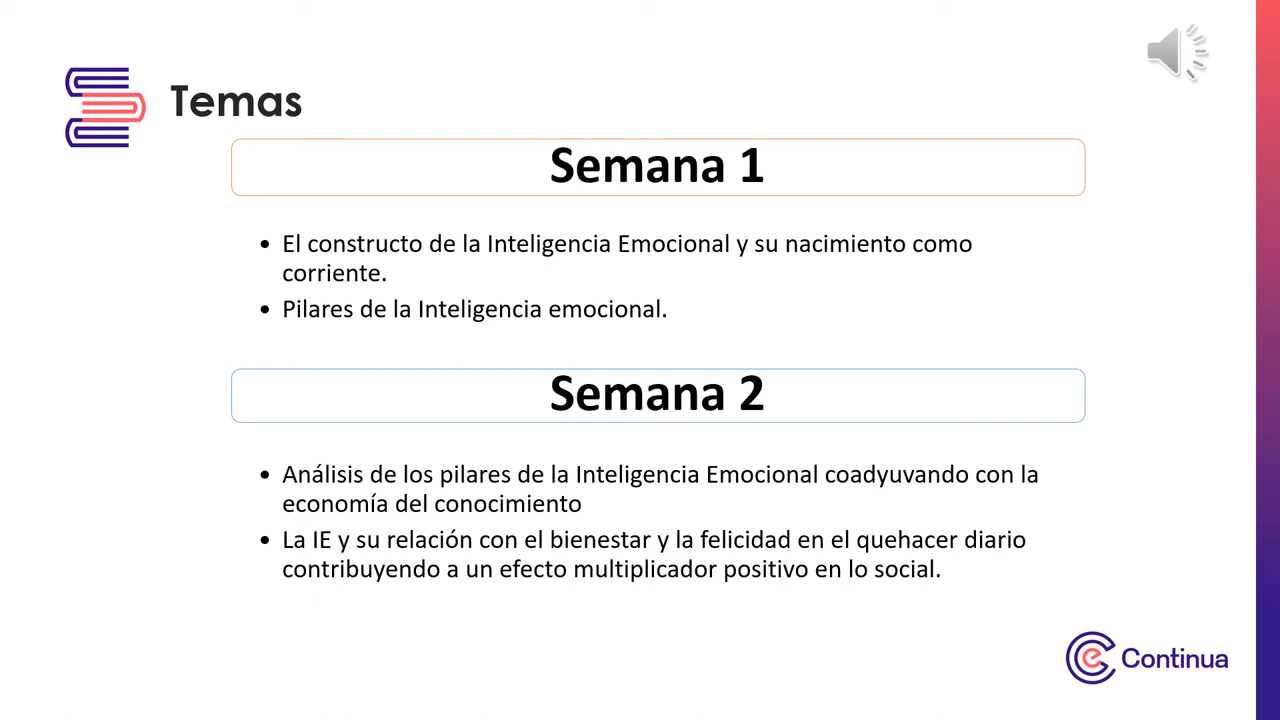 Temas
Semana 1
• El constructo de la Inteligencia Emocional y su nacimiento como
corriente.
• Pilares de la Inteligencia emocional.
Semana 2
• Análisis de los pilares de la Inteligencia Emocional coadyuvando con la
economía del conocimiento
• La IE y su relación con el bienestar y la felicidad en el quehacer diario
contribuyendo a un efecto multiplicador positivo en lo social.
e Continua